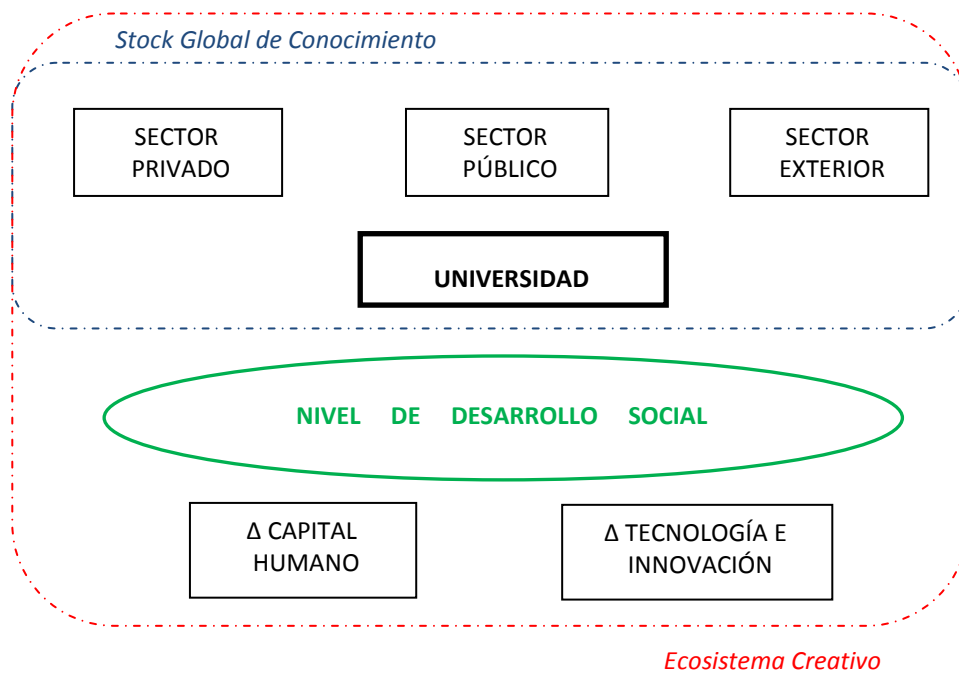 Stock Global de Conocimiento
SECTOR
PRIVADO
SECTOR
PÚBLICO
SECTOR
EXTERIOR
UNIVERSIDAD
NIVEL DE DESARROLLO SOCIAL
Δ CAPITAL
HUMANO
Δ TECNOLOGÍA E
INNOVACIÓN
Ecosistema Creativo